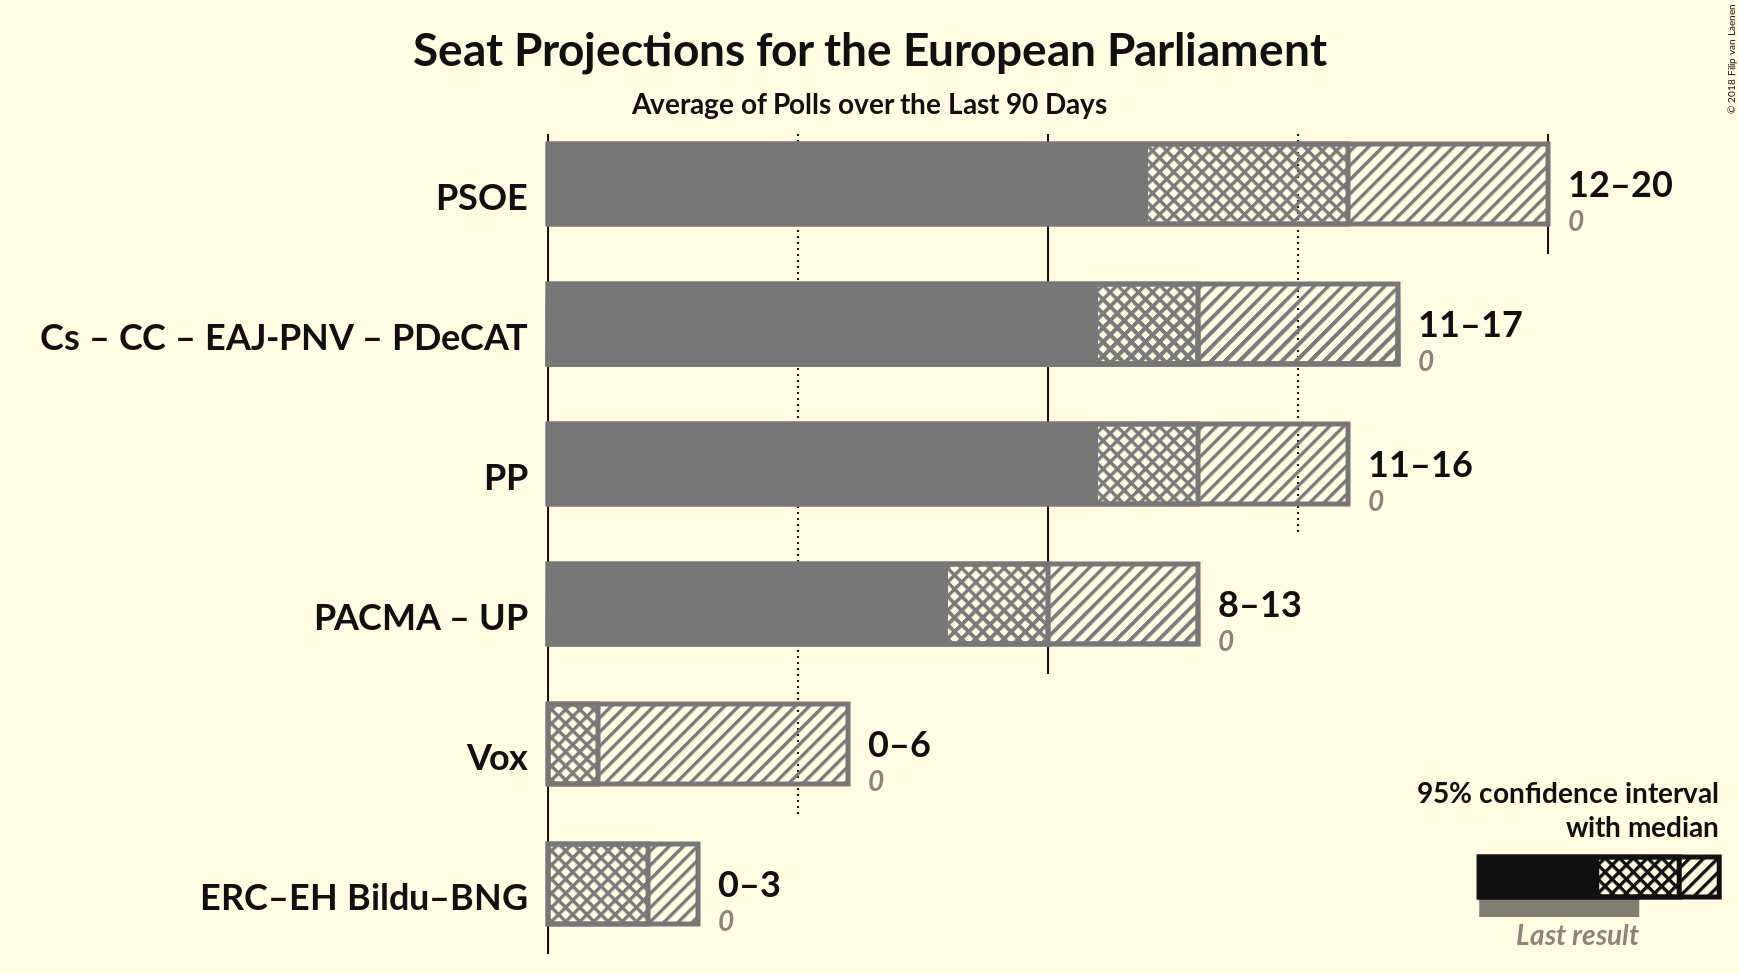 Seat Projections for the European Parliament
Average of Polls over the Last 90 Days
© 2018 Filip van Laenen
PSOE
12–20
0
Cs – CC – EAJ-PNV – PDeCAT
11–17
0
PP
11–16
0
PACMA – UP
8–13
0
Vox
0–6
0
ERC–EH Bildu–BNG
0–3
0
95% confidence interval
with median
Last result